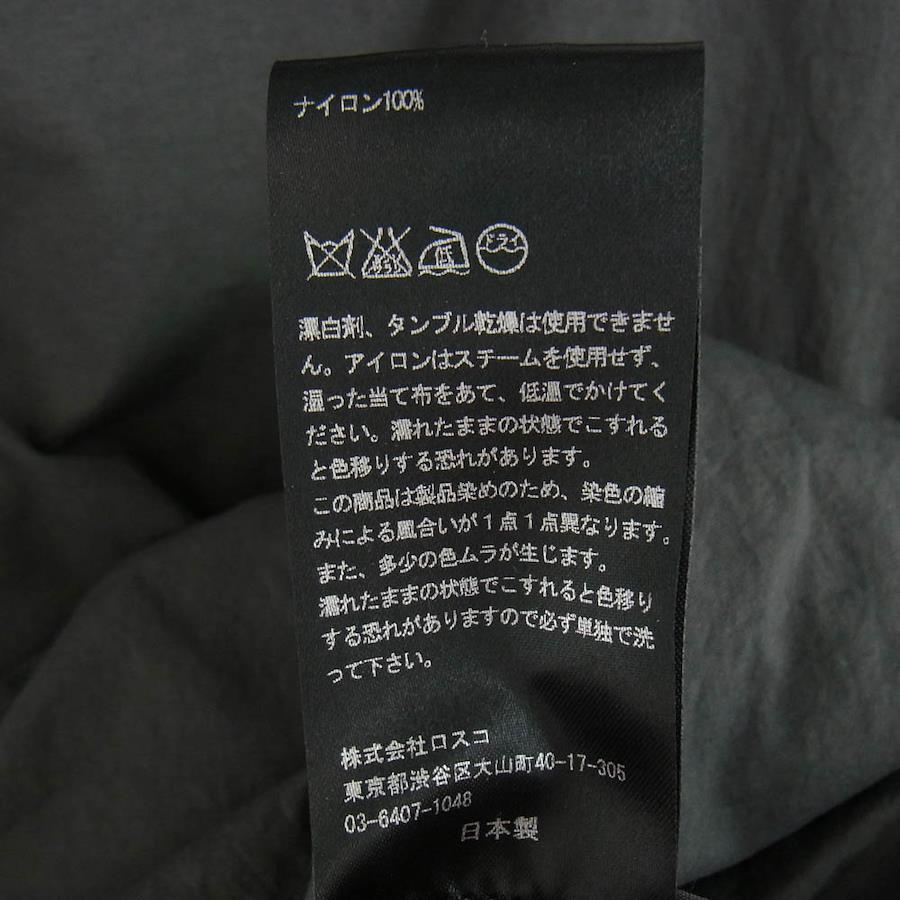 ナイロン100%
エンソ
サラシ
低
ドライ
漂白剤、タンブル乾燥は使用できませ
ん。アイロンはスチームを使用せず、
湿った当て布をあて、低温でかけてく
ださい。濡れたままの状態でこすれる
と色移りする恐れがあります。
この商品は製品染めのため、染色の縮
みによる風合いが１点１点異なります。
また、多少の色ムラが生じます。
濡れたままの状態でこすれると色移り
する恐れがありますので必ず単独で洗
って下さい。
株式会社ロスコ
東京都渋谷区大山町40-17-305
03-6407-1048
日本製